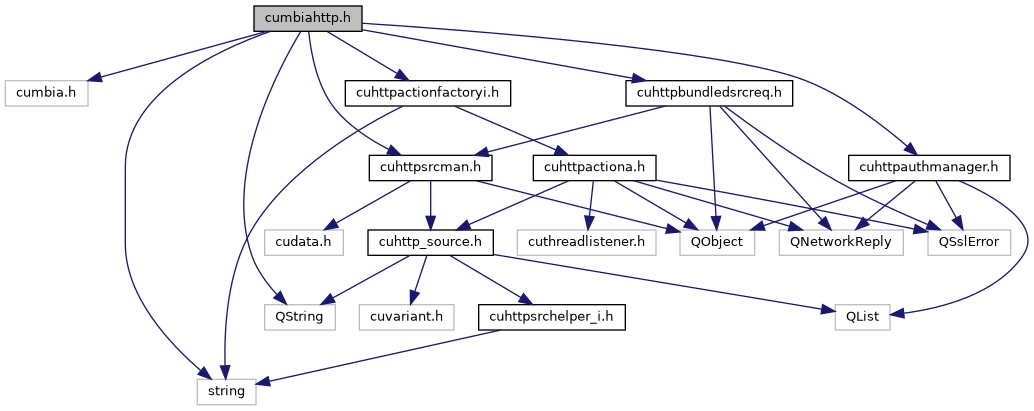 cumbiahttp.h
cumbia.h
cuhttpactionfactoryi.h
cuhttpbundledsrcreq.h
cuhttpsrcman.h
cuhttpactiona.h
cuhttpauthmanager.h
cudata.h
cuhttp_source.h
cuthreadlistener.h
QObject
QNetworkReply
QSslError
QString
cuvariant.h
cuhttpsrchelper_i.h
QList
string